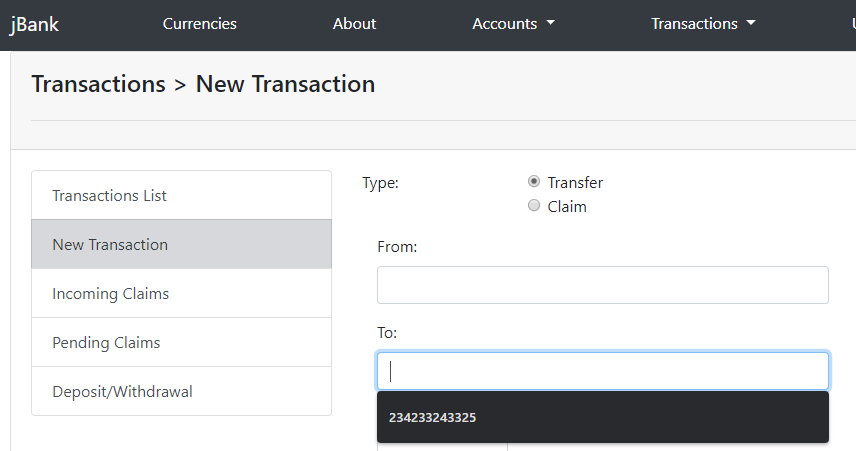 jBank Currencies About Accounts Transactions
Transactions > New Transaction
Transactions List
New Transaction
Incoming Claims
Pending Claims
Deposit/Withdrawal
Type:
Transfer
Claim
From:
To:
234233243325